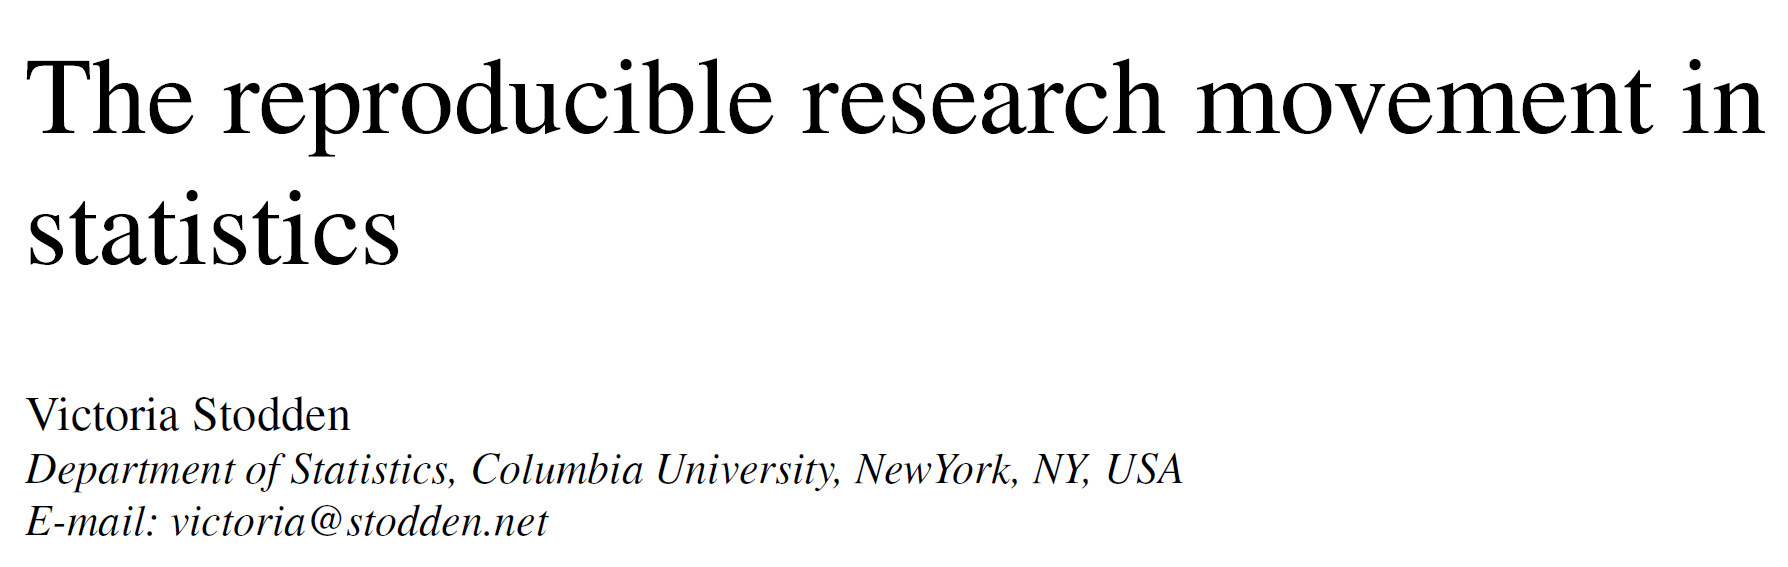 The reproducible research movement in
statistics
Victoria Stodden
Department of Statistics, Columbia University, NewYork, NY, USA
E-mail: victoria@stodden.net